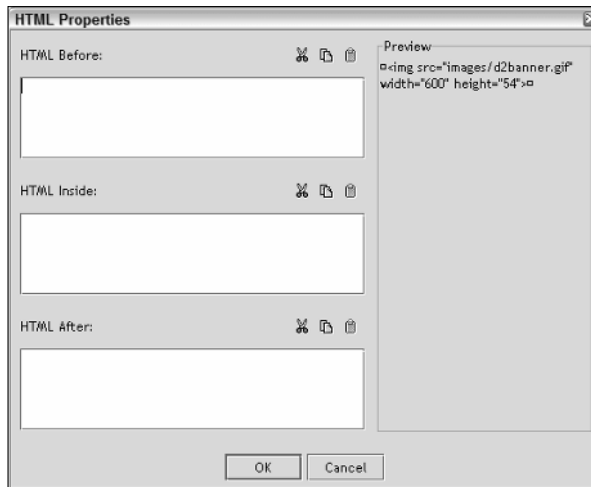 HTML Properties
HTML Before:
HTML Inside:
HTML After:
Preview
¤<img src="images/d2banner.gif"
width="600" height="54">¤
OK
Cancel